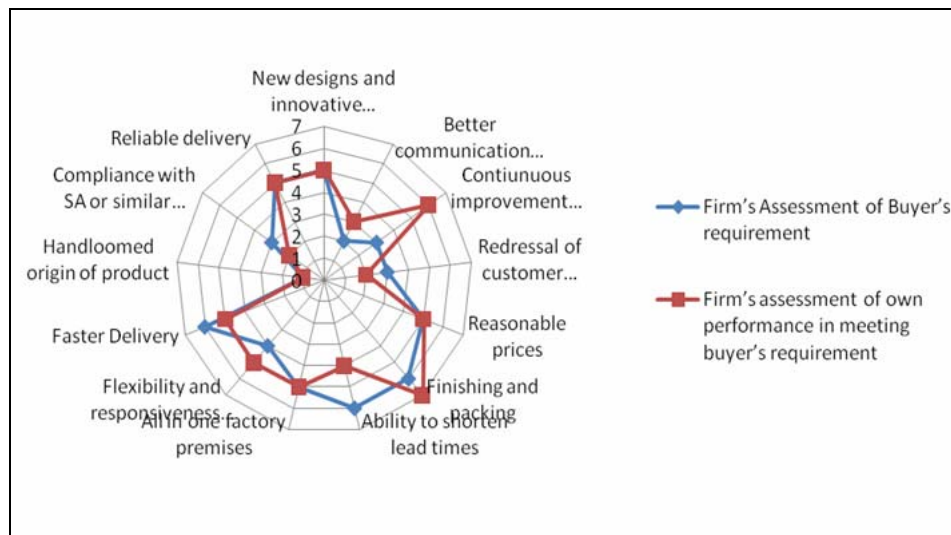 New designs and
innovative...
Better
communication...
Contiunuous
improvement...
Redressal of
customer...
Reasonable
prices
Finishing and
packing
Ability to shorten
lead times
All in one factory
premises
Flexibility and
responsiveness...
Faster Delivery
Handloomed
origin of product
Compliance with
SA or similar...
Reliable delivery
7
6
5
4
3
2
1
0
Firm's Assessment of Buyer's
requirement
Firm's assessment of own
performance in meeting
buyer's requirement